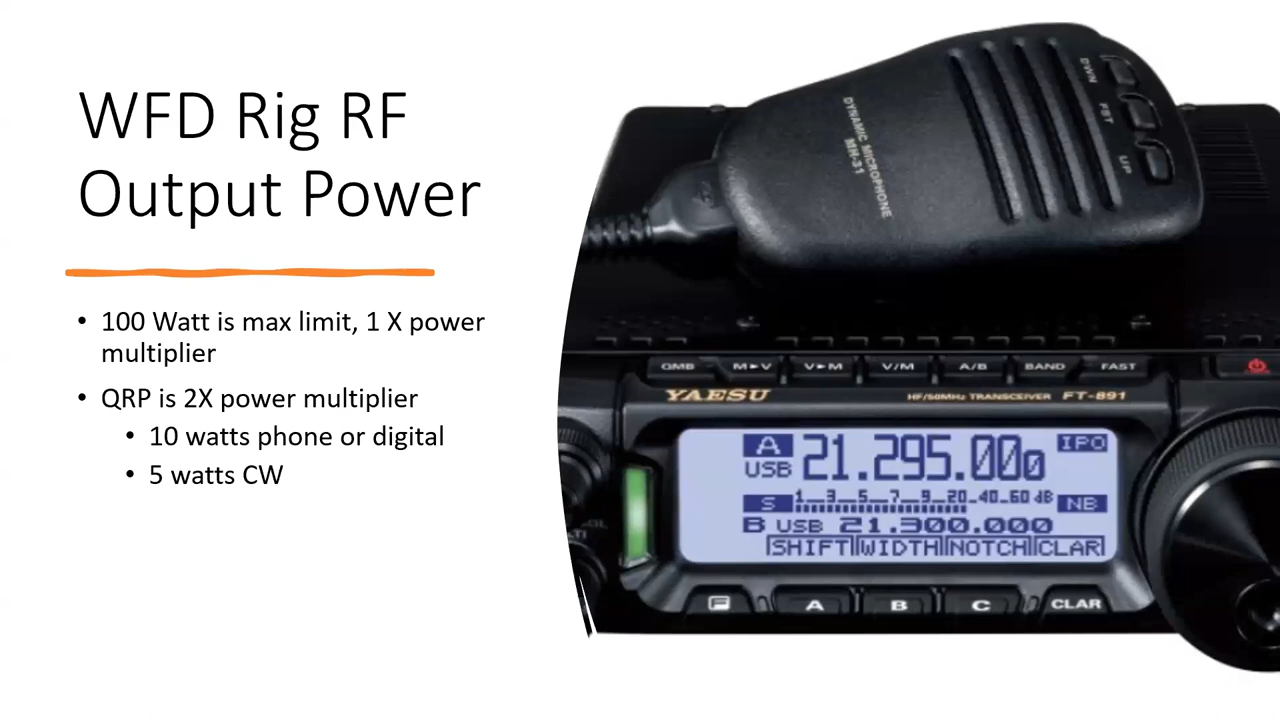 WFD Rig RF
Output Power
• 100 Watt is max limit, 1 X power
multiplier
• QRP is 2X power multiplier
• 10 watts phone or digital
• 5 watts CW
DYNAMIC MICROPHONE
MH-31
DWN
FST
UP
QMB M►V V►M V/M A/B BAND FAST
YAESU HF/50MHz TRANSCEIVER FT-891
A USB 21.295.000 IPO
S 1 3 5 7 9 20 40 60 dB NB
B USB 21.300.000
SHIFT WIDTH NOTCH CLAR
F A B C CLAR